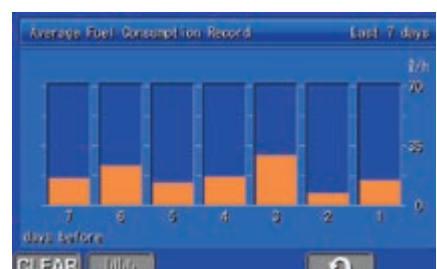 Average Fuel Consumption Record Last 7 days
ℓ/h
70
35
0
7 6 5 4 3 2 1
days before
CLEAR